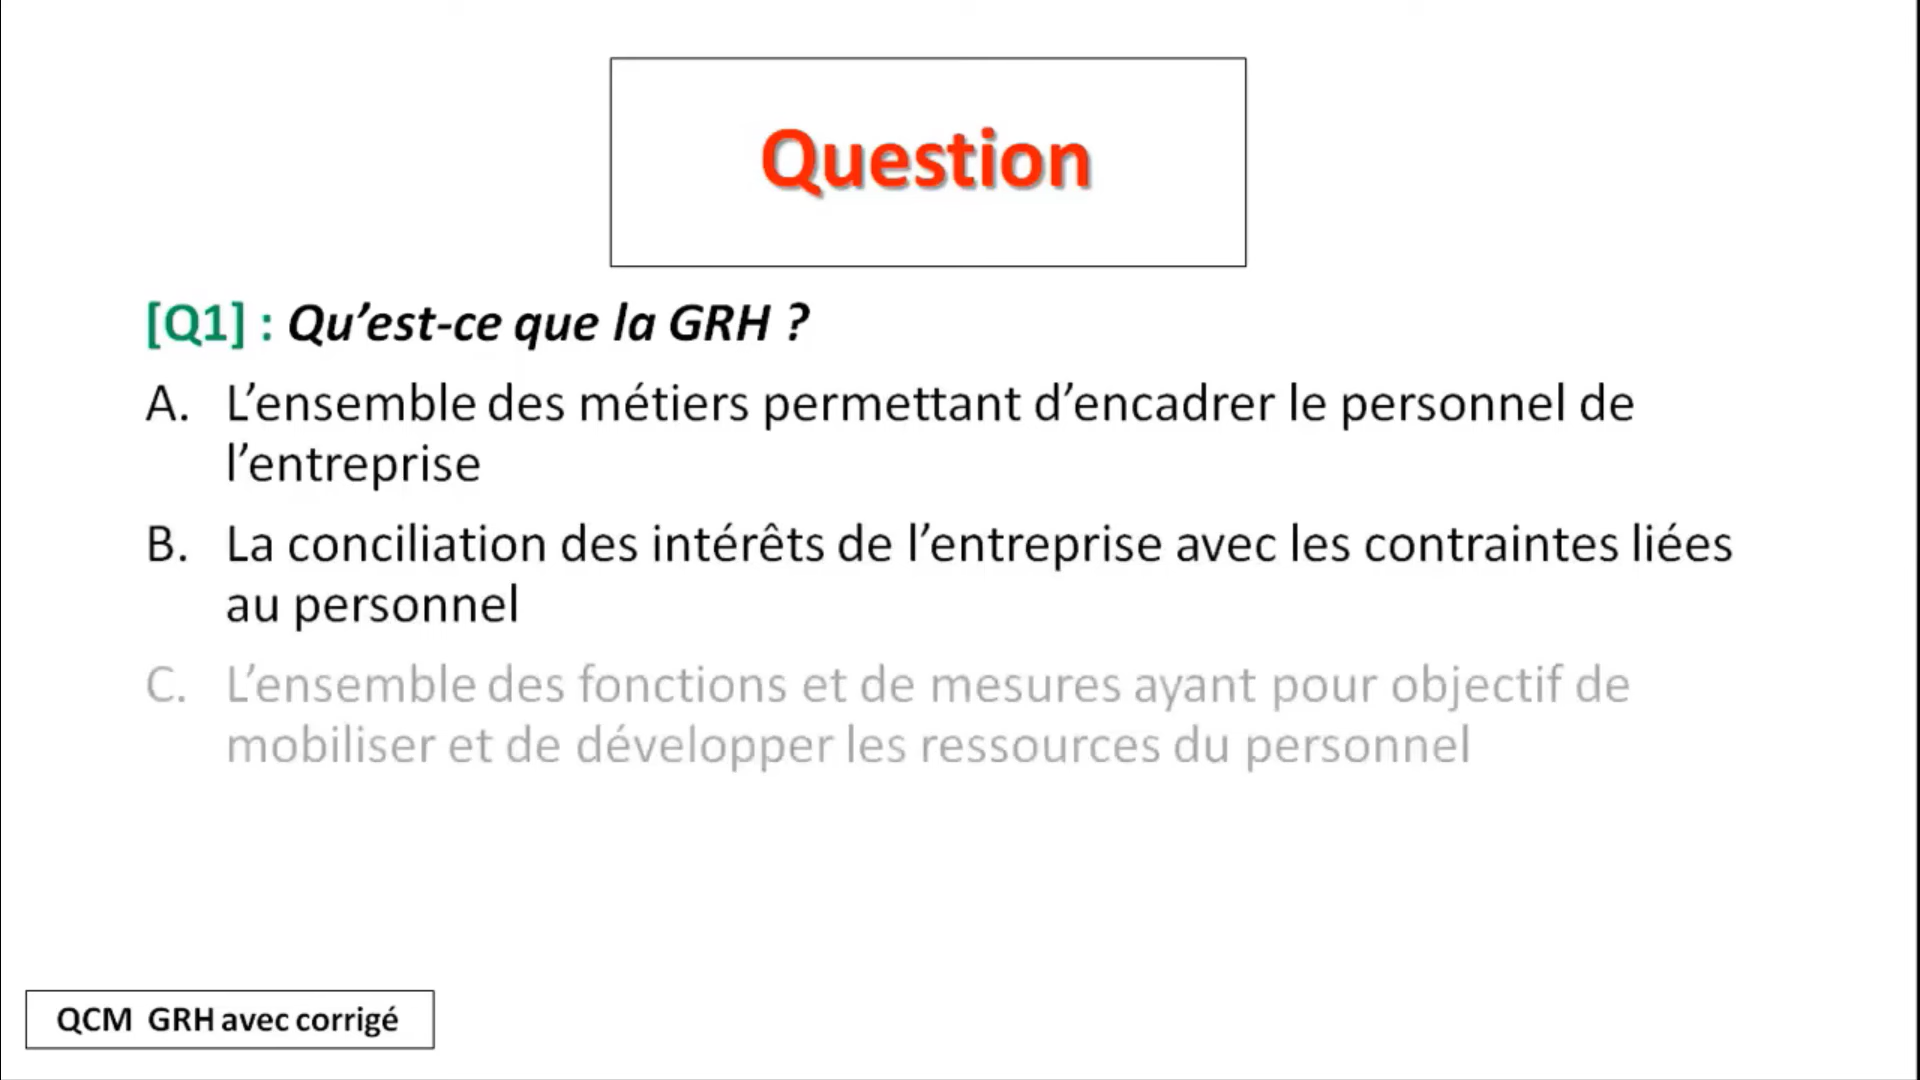 Question
[Q1] : Qu’est-ce que la GRH ?
A. L’ensemble des métiers permettant d’encadrer le personnel de
l’entreprise
B. La conciliation des intérêts de l’entreprise avec les contraintes liées
au personnel
C. L’ensemble des fonctions et de mesures ayant pour objectif de
mobiliser et de développer les ressources du personnel
QCM GRH avec corrigé